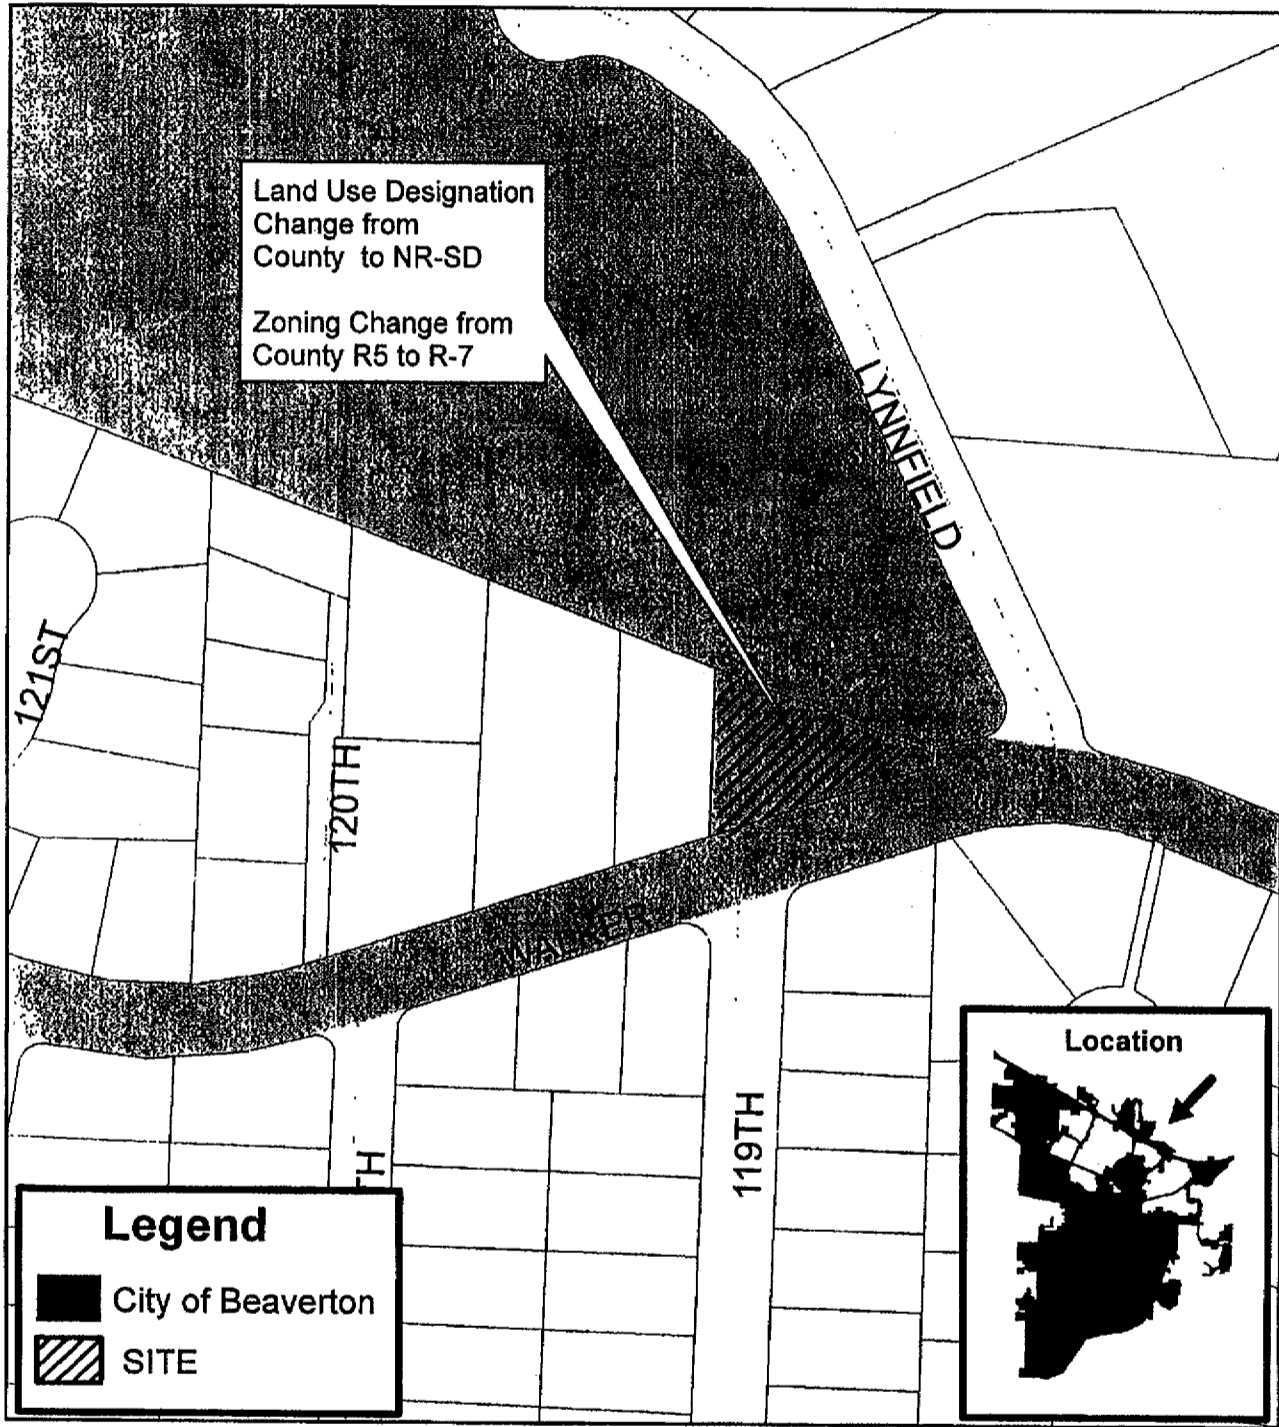 Land Use Designation
Change from
County to NR-SD
Zoning Change from
County R5 to R-7
LYNNFIELD
121ST
120TH
WALKER
119TH
TH
Location
Legend
City of Beaverton
SITE